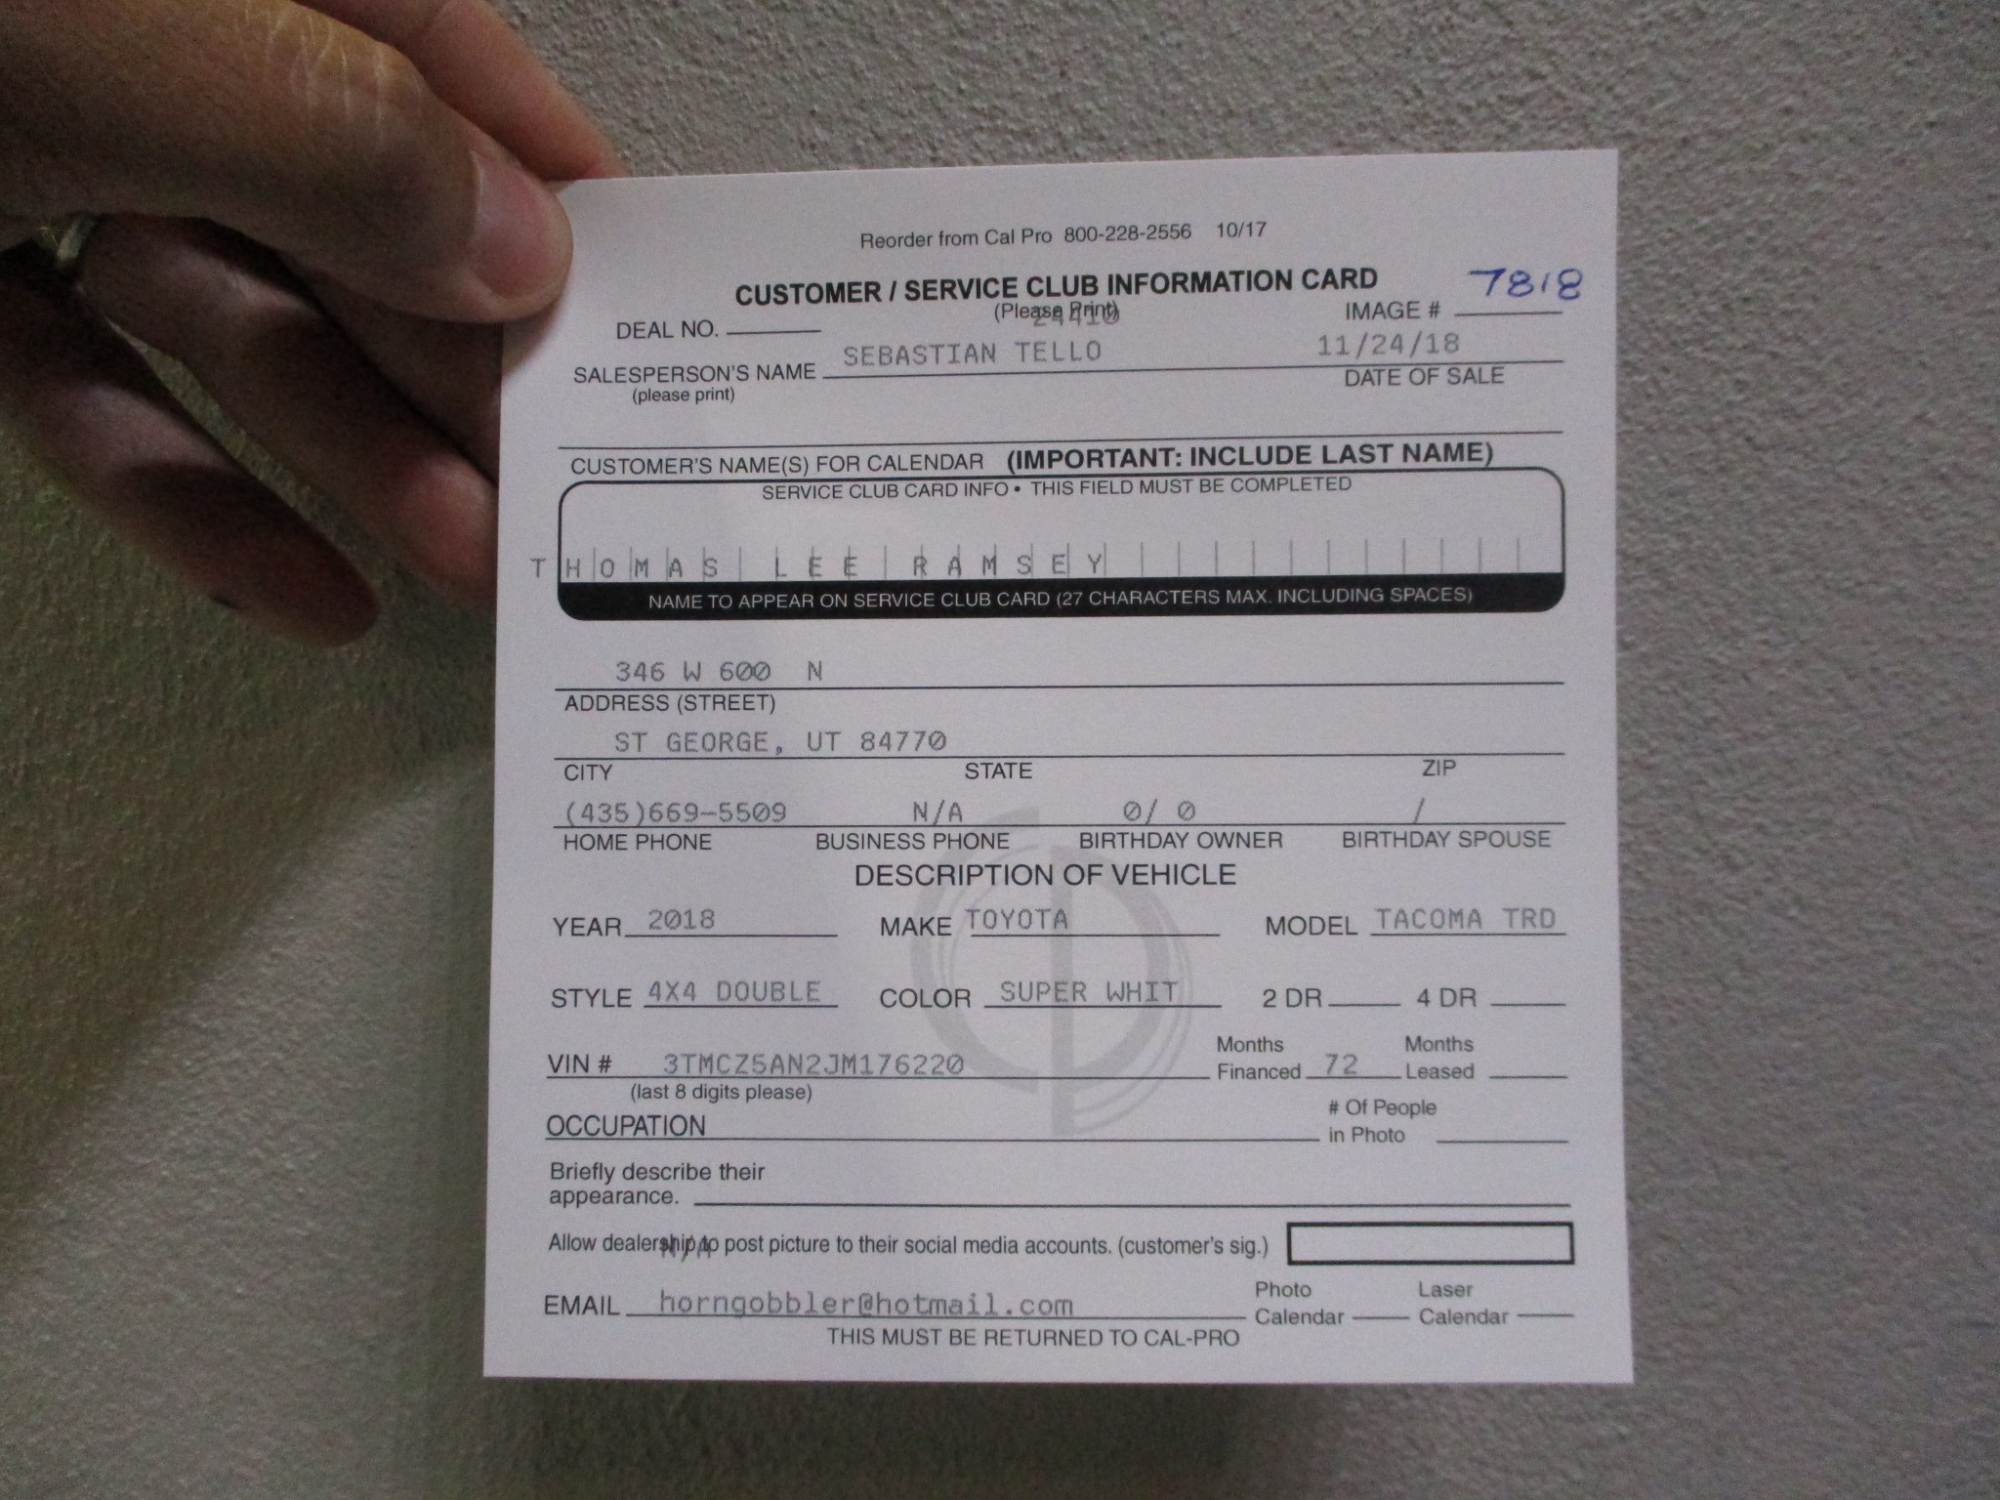 Reorder from Cal Pro 800-228-2556 10/17
CUSTOMER / SERVICE CLUB INFORMATION CARD 7818
(Please Print) IMAGE #
DEAL NO. 24410
SEBASTIAN TELLO 11/24/18
SALESPERSON'S NAME DATE OF SALE
(please print)
CUSTOMER'S NAME(S) FOR CALENDAR (IMPORTANT: INCLUDE LAST NAME)
SERVICE CLUB CARD INFO • THIS FIELD MUST BE COMPLETED
THOMAS LEE RAMSEY
NAME TO APPEAR ON SERVICE CLUB CARD (27 CHARACTERS MAX. INCLUDING SPACES)
346 W 600 N
ADDRESS (STREET)
ST GEORGE, UT 84770
CITY STATE ZIP
(435)669-5509 N/A 0/ 0 /
HOME PHONE BUSINESS PHONE BIRTHDAY OWNER BIRTHDAY SPOUSE
DESCRIPTION OF VEHICLE
YEAR 2018 MAKE TOYOTA MODEL TACOMA TRD
STYLE 4X4 DOUBLE COLOR SUPER WHIT 2 DR 4 DR
Months Months
VIN # 3TMCZ5AN2JM176220 Financed 72 Leased
(last 8 digits please)
# Of People
OCCUPATION in Photo
Briefly describe their
appearance.
N/A
Allow dealership to post picture to their social media accounts. (customer's sig.)
Photo Laser
EMAIL horngobbler@hotmail.com Calendar Calendar
THIS MUST BE RETURNED TO CAL-PRO